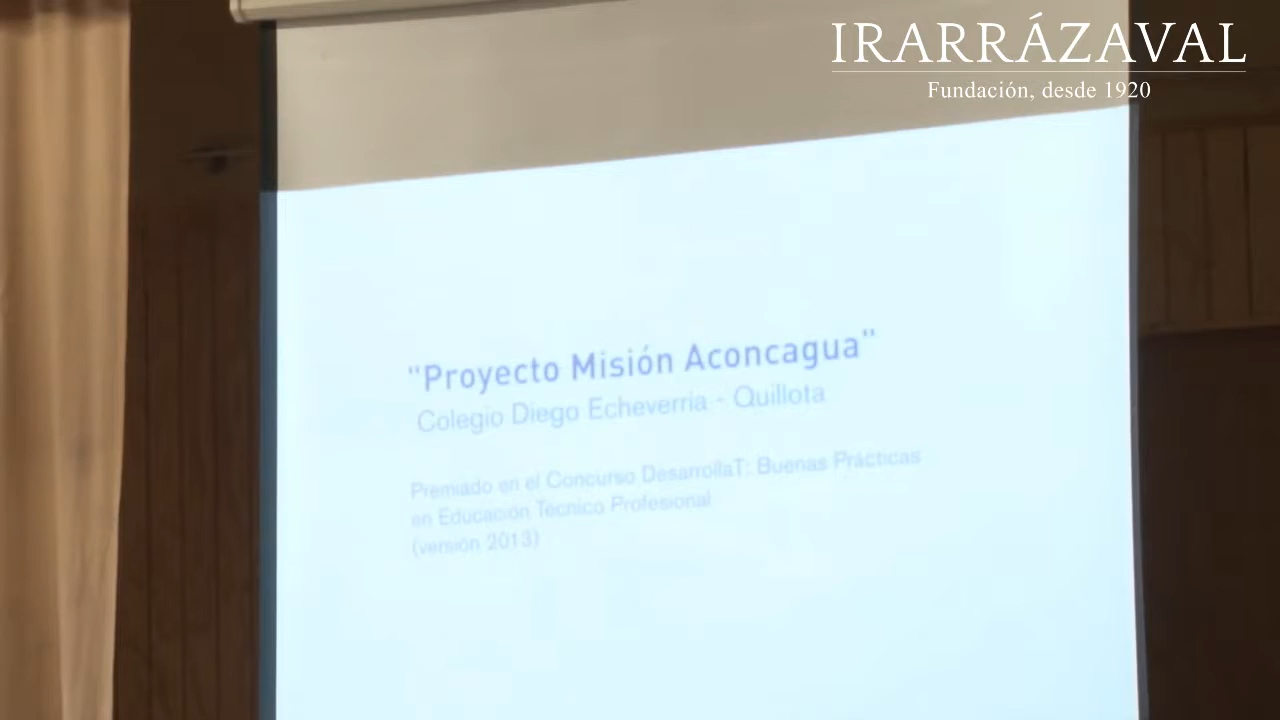 IRARRÁZAVAL
Fundación, desde 1920
"Proyecto Misión Aconcagua"
Colegio Diego Echeverria - Quillota
Premiado en el Concurso DesarrollaT: Buenas Prácticas
en Educación Técnico Profesional
(versión 2013)